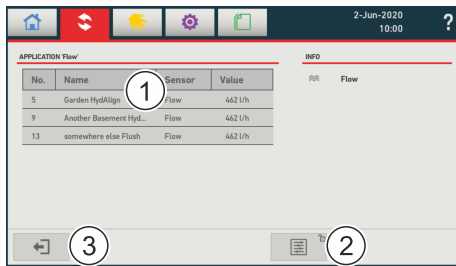 2-Jun-2020
10:00
?
APPLICATION 'Flow'
INFO
No. Name Sensor Value
Flow
5 Garden HydAlign Flow 462 l/h
9 Another Basement Hyd... Flow 462 l/h
13 somewhere else Flush Flow 462 l/h
1
3
2